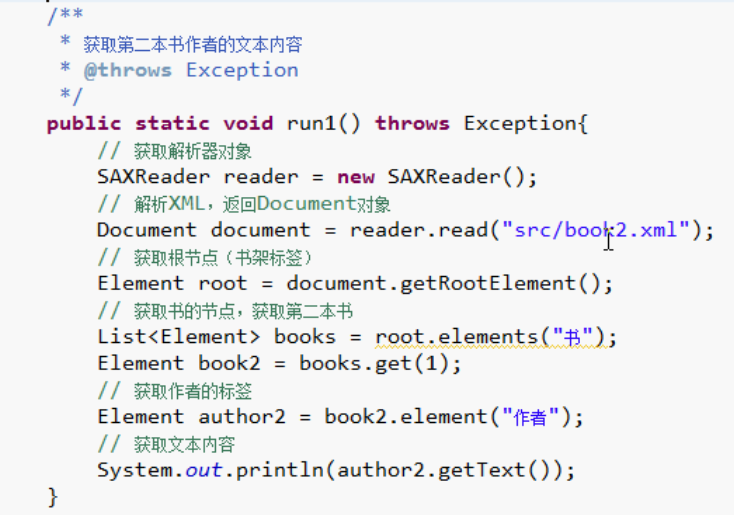 /**
 * 获取第二本书作者的文本内容
 * @throws Exception
 */
public static void run1() throws Exception{
    // 获取解析器对象
    SAXReader reader = new SAXReader();
    // 解析XML，返回Document对象
    Document document = reader.read("src/book2.xml");
    // 获取根节点（书架标签）
    Element root = document.getRootElement();
    // 获取书的节点，获取第二本书
    List<Element> books = root.elements("书");
    Element book2 = books.get(1);
    // 获取作者的标签
    Element author2 = book2.element("作者");
    // 获取文本内容
    System.out.println(author2.getText());
}